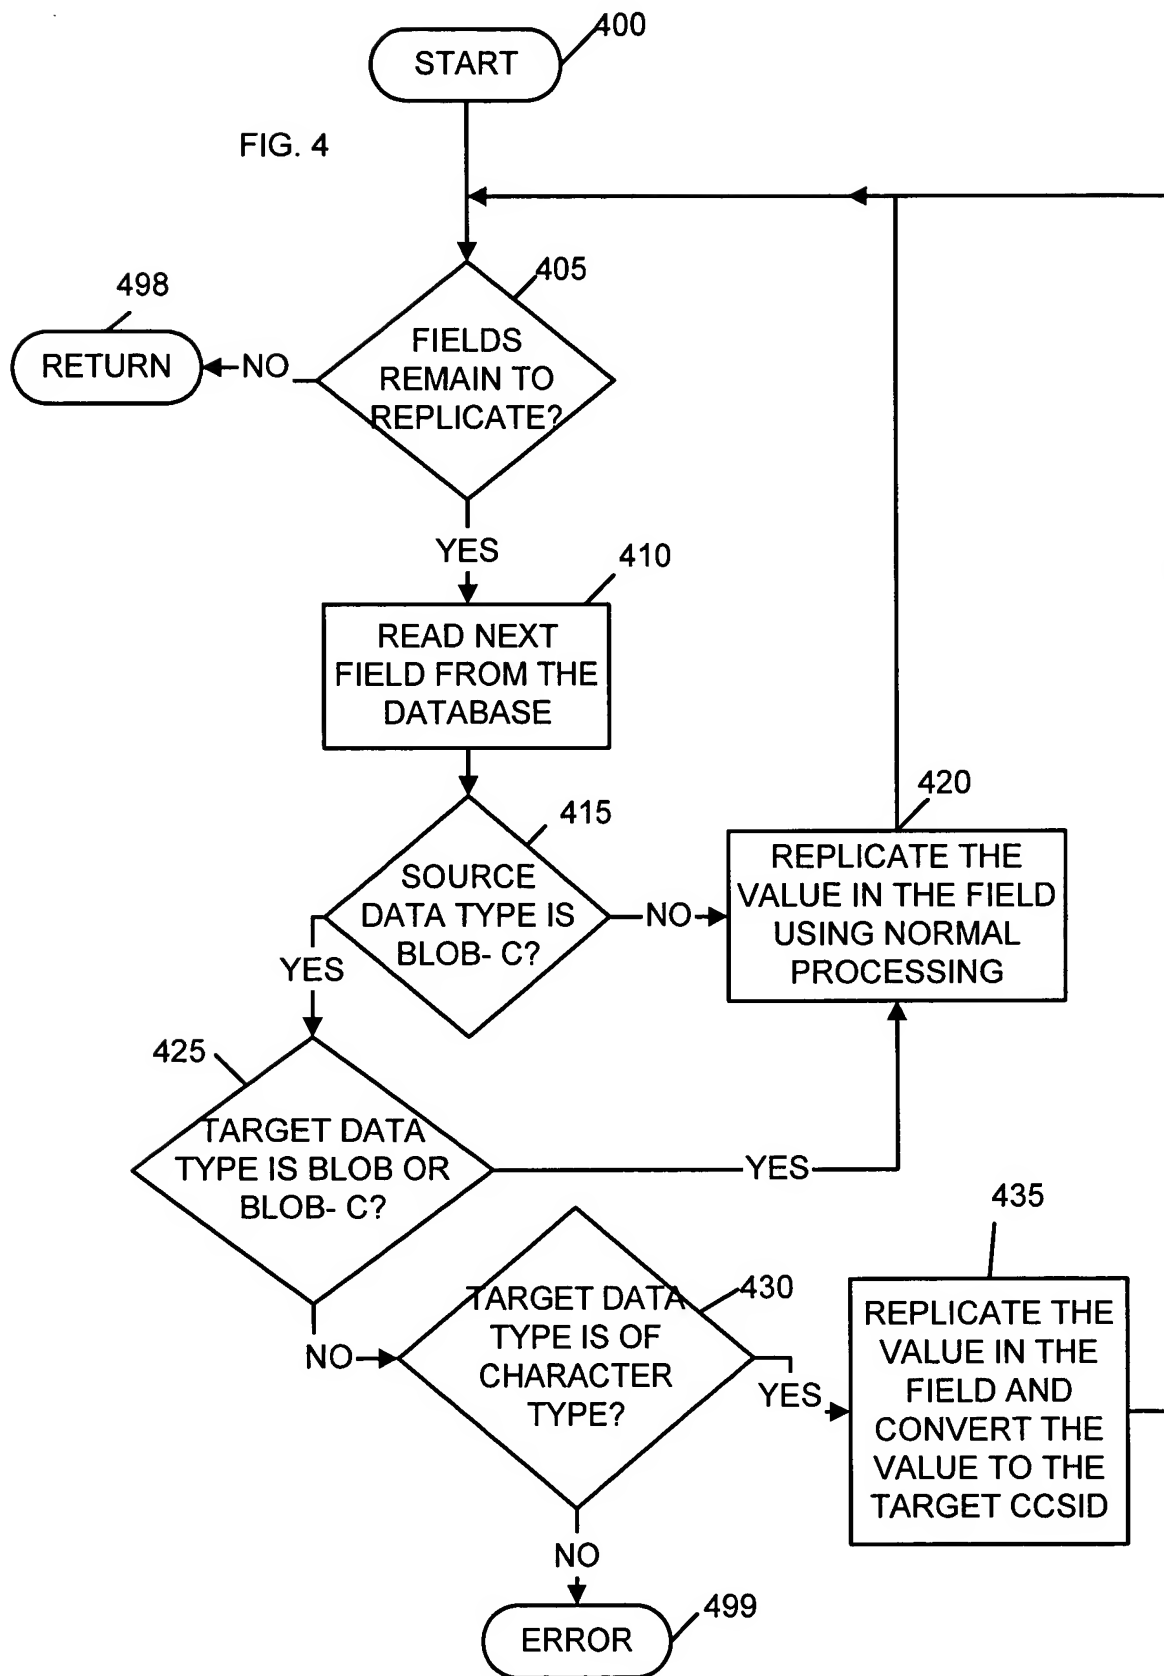 400
START
FIG. 4
405
498
FIELDS
REMAIN TO
REPLICATE?
RETURN
NO
YES
410
READ NEXT
FIELD FROM THE
DATABASE
415
420
SOURCE
DATA TYPE IS
BLOB- C?
NO
REPLICATE THE
VALUE IN THE FIELD
USING NORMAL
PROCESSING
YES
425
TARGET DATA
TYPE IS BLOB OR
BLOB- C?
YES
435
430
TARGET DATA
TYPE IS OF
CHARACTER
TYPE?
NO
YES
REPLICATE THE
VALUE IN THE
FIELD AND
CONVERT THE
VALUE TO THE
TARGET CCSID
NO
499
ERROR